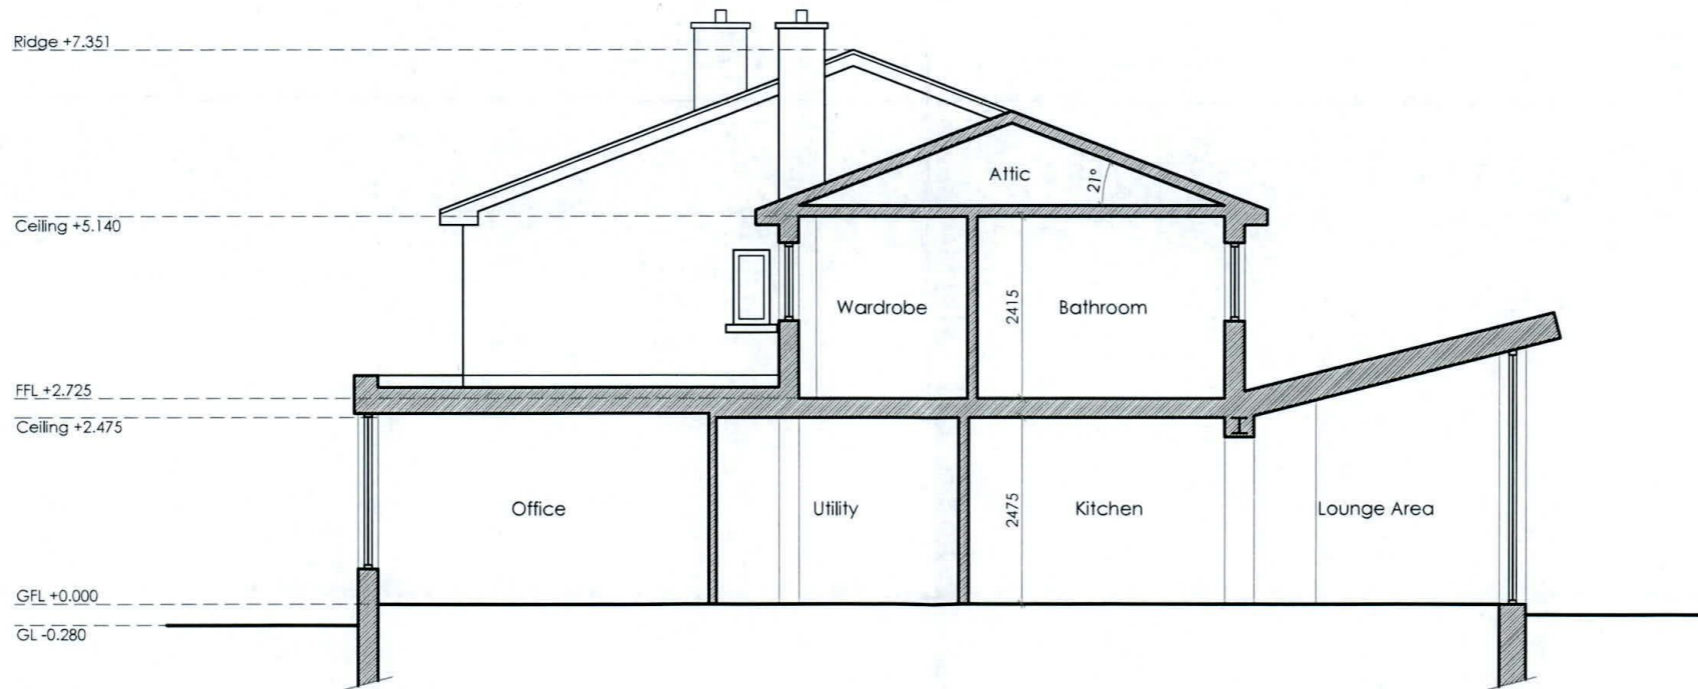 Ridge +7.351
Attic
21°
Ceiling +5.140
Wardrobe
2415
Bathroom
FFL +2.725
Ceiling +2.475
Office
Utility
2475
Kitchen
Lounge Area
GFL +0.000
GL -0.280